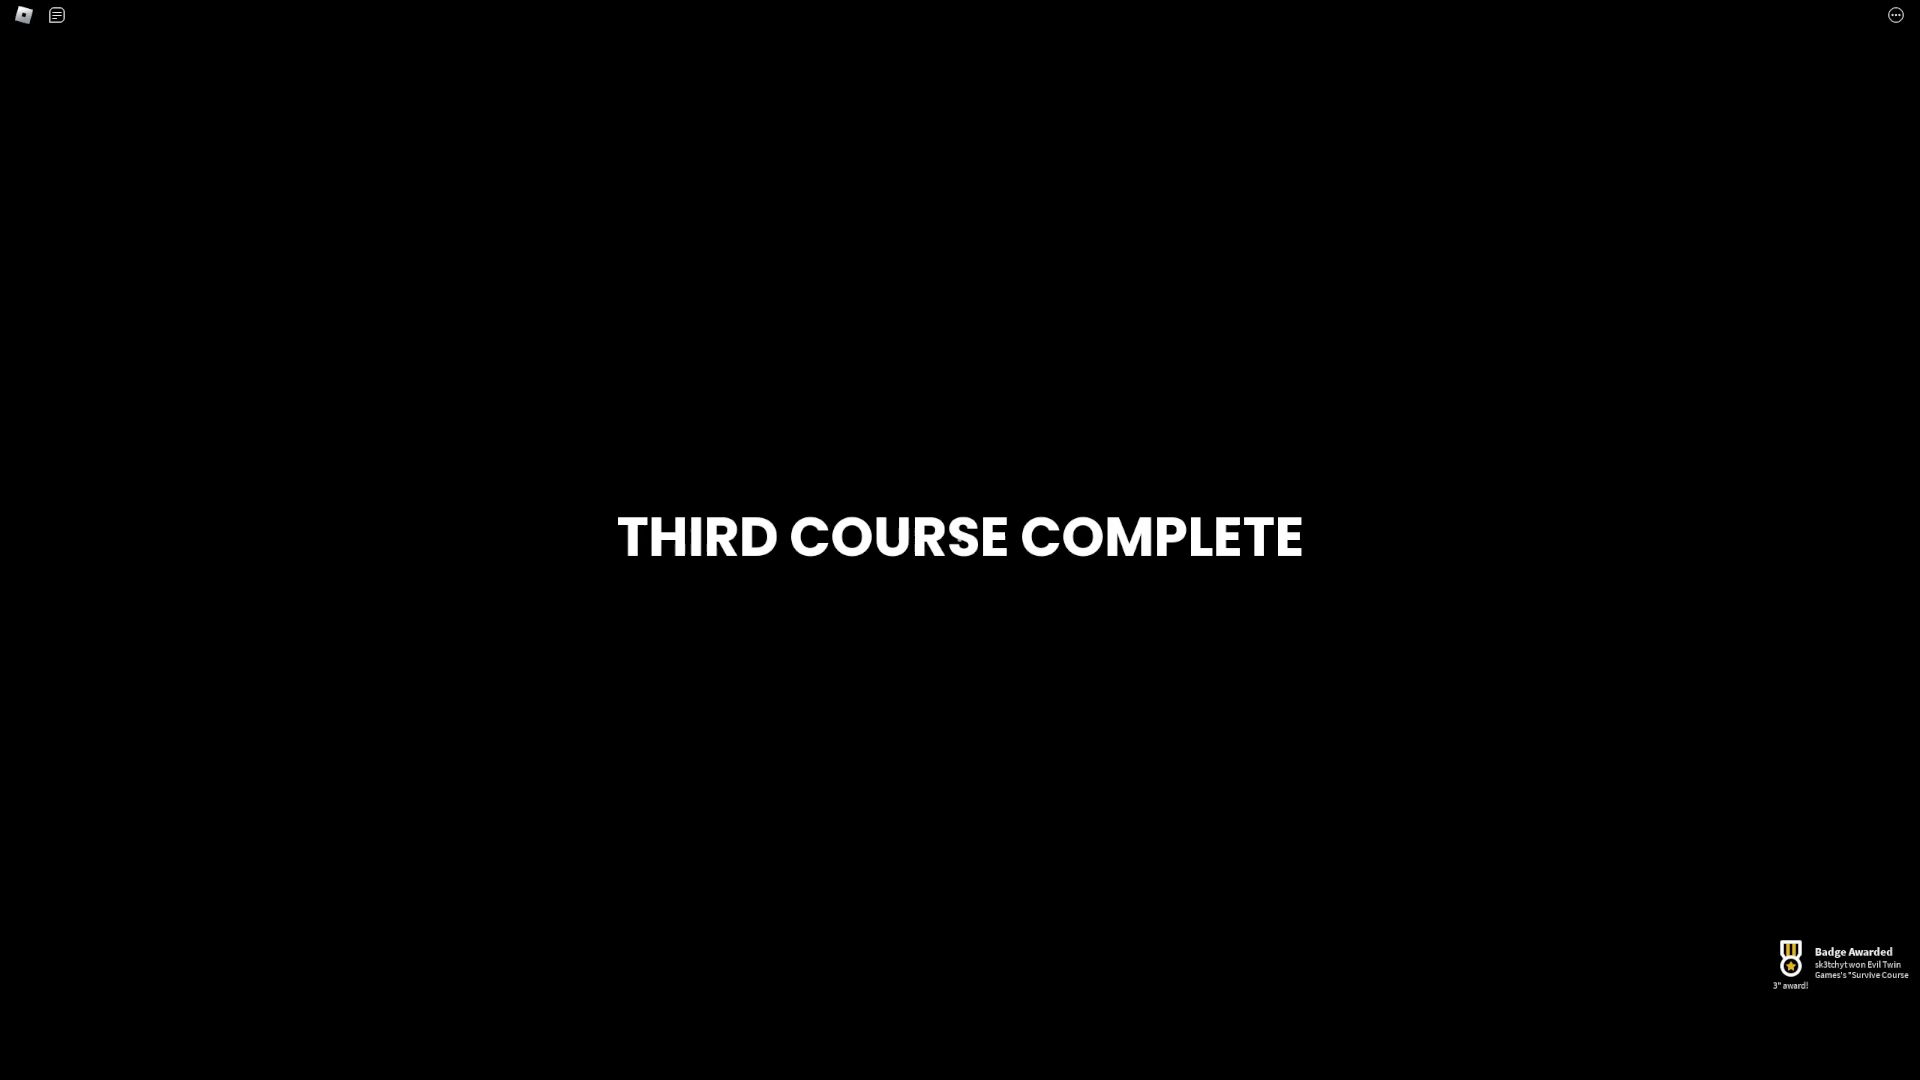 THIRD COURSE COMPLETE
Badge Awarded
sk3tchyt won Evil Twin
Games's "Survive Course
3" award!